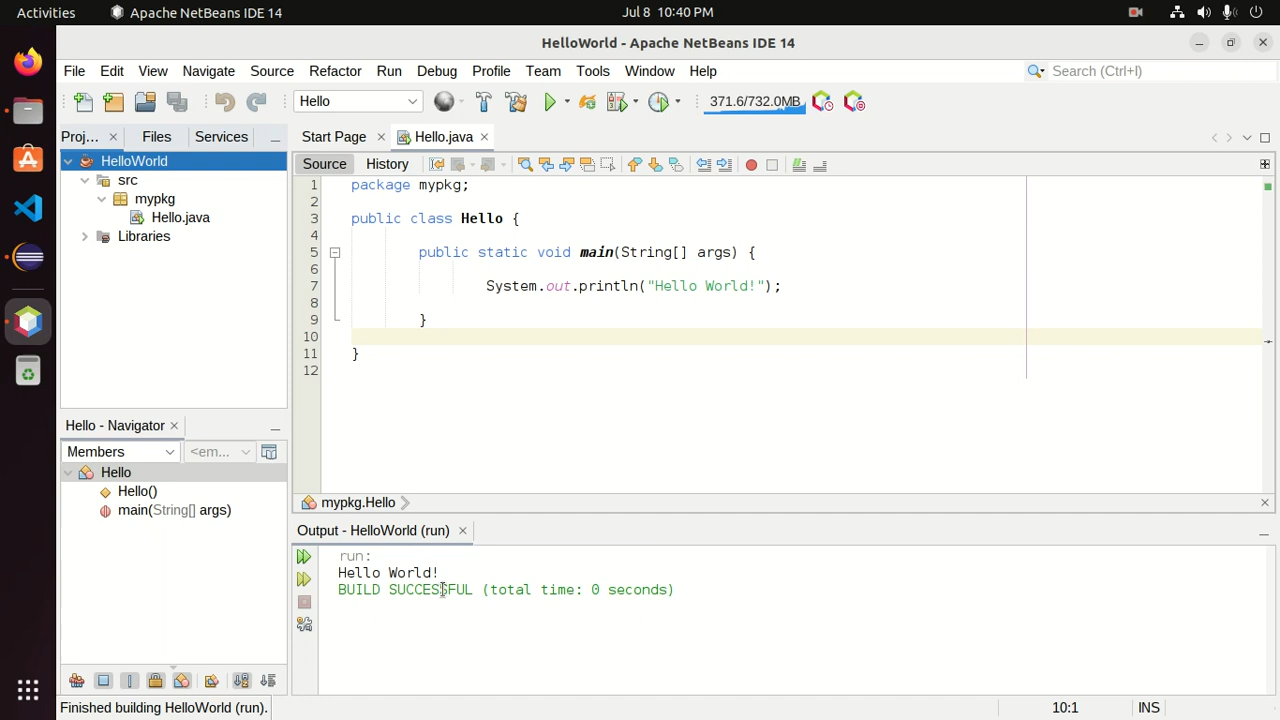 Activities Apache NetBeans IDE 14 Jul 8 10:40 PM
HelloWorld - Apache NetBeans IDE 14
File Edit View Navigate Source Refactor Run Debug Profile Team Tools Window Help Search (Ctrl+I)
Hello 371.6/732.0MB
Proj... Files Services Start Page Hello.java
HelloWorld
src
mypkg
Hello.java
Libraries
Source History
1 package mypkg;
2
3 public class Hello {
4
5 public static void main(String[] args) {
6
7 System.out.println("Hello World!");
8
9 }
10
11 }
12
Hello - Navigator
Members <em...
Hello
Hello()
main(String[] args)
mypkg.Hello
Output - HelloWorld (run)
run:
Hello World!
BUILD SUCCESSFUL (total time: 0 seconds)
Finished building HelloWorld (run). 10:1 INS